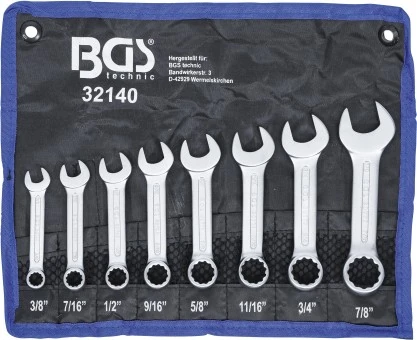 BGS
technic
Hergestellt für:
BGS technic
Bandwirkerstr. 3
D-42929 Wermelskirchen
32140
3/8" 7/16" 1/2" 9/16" 5/8" 11/16" 3/4" 7/8"